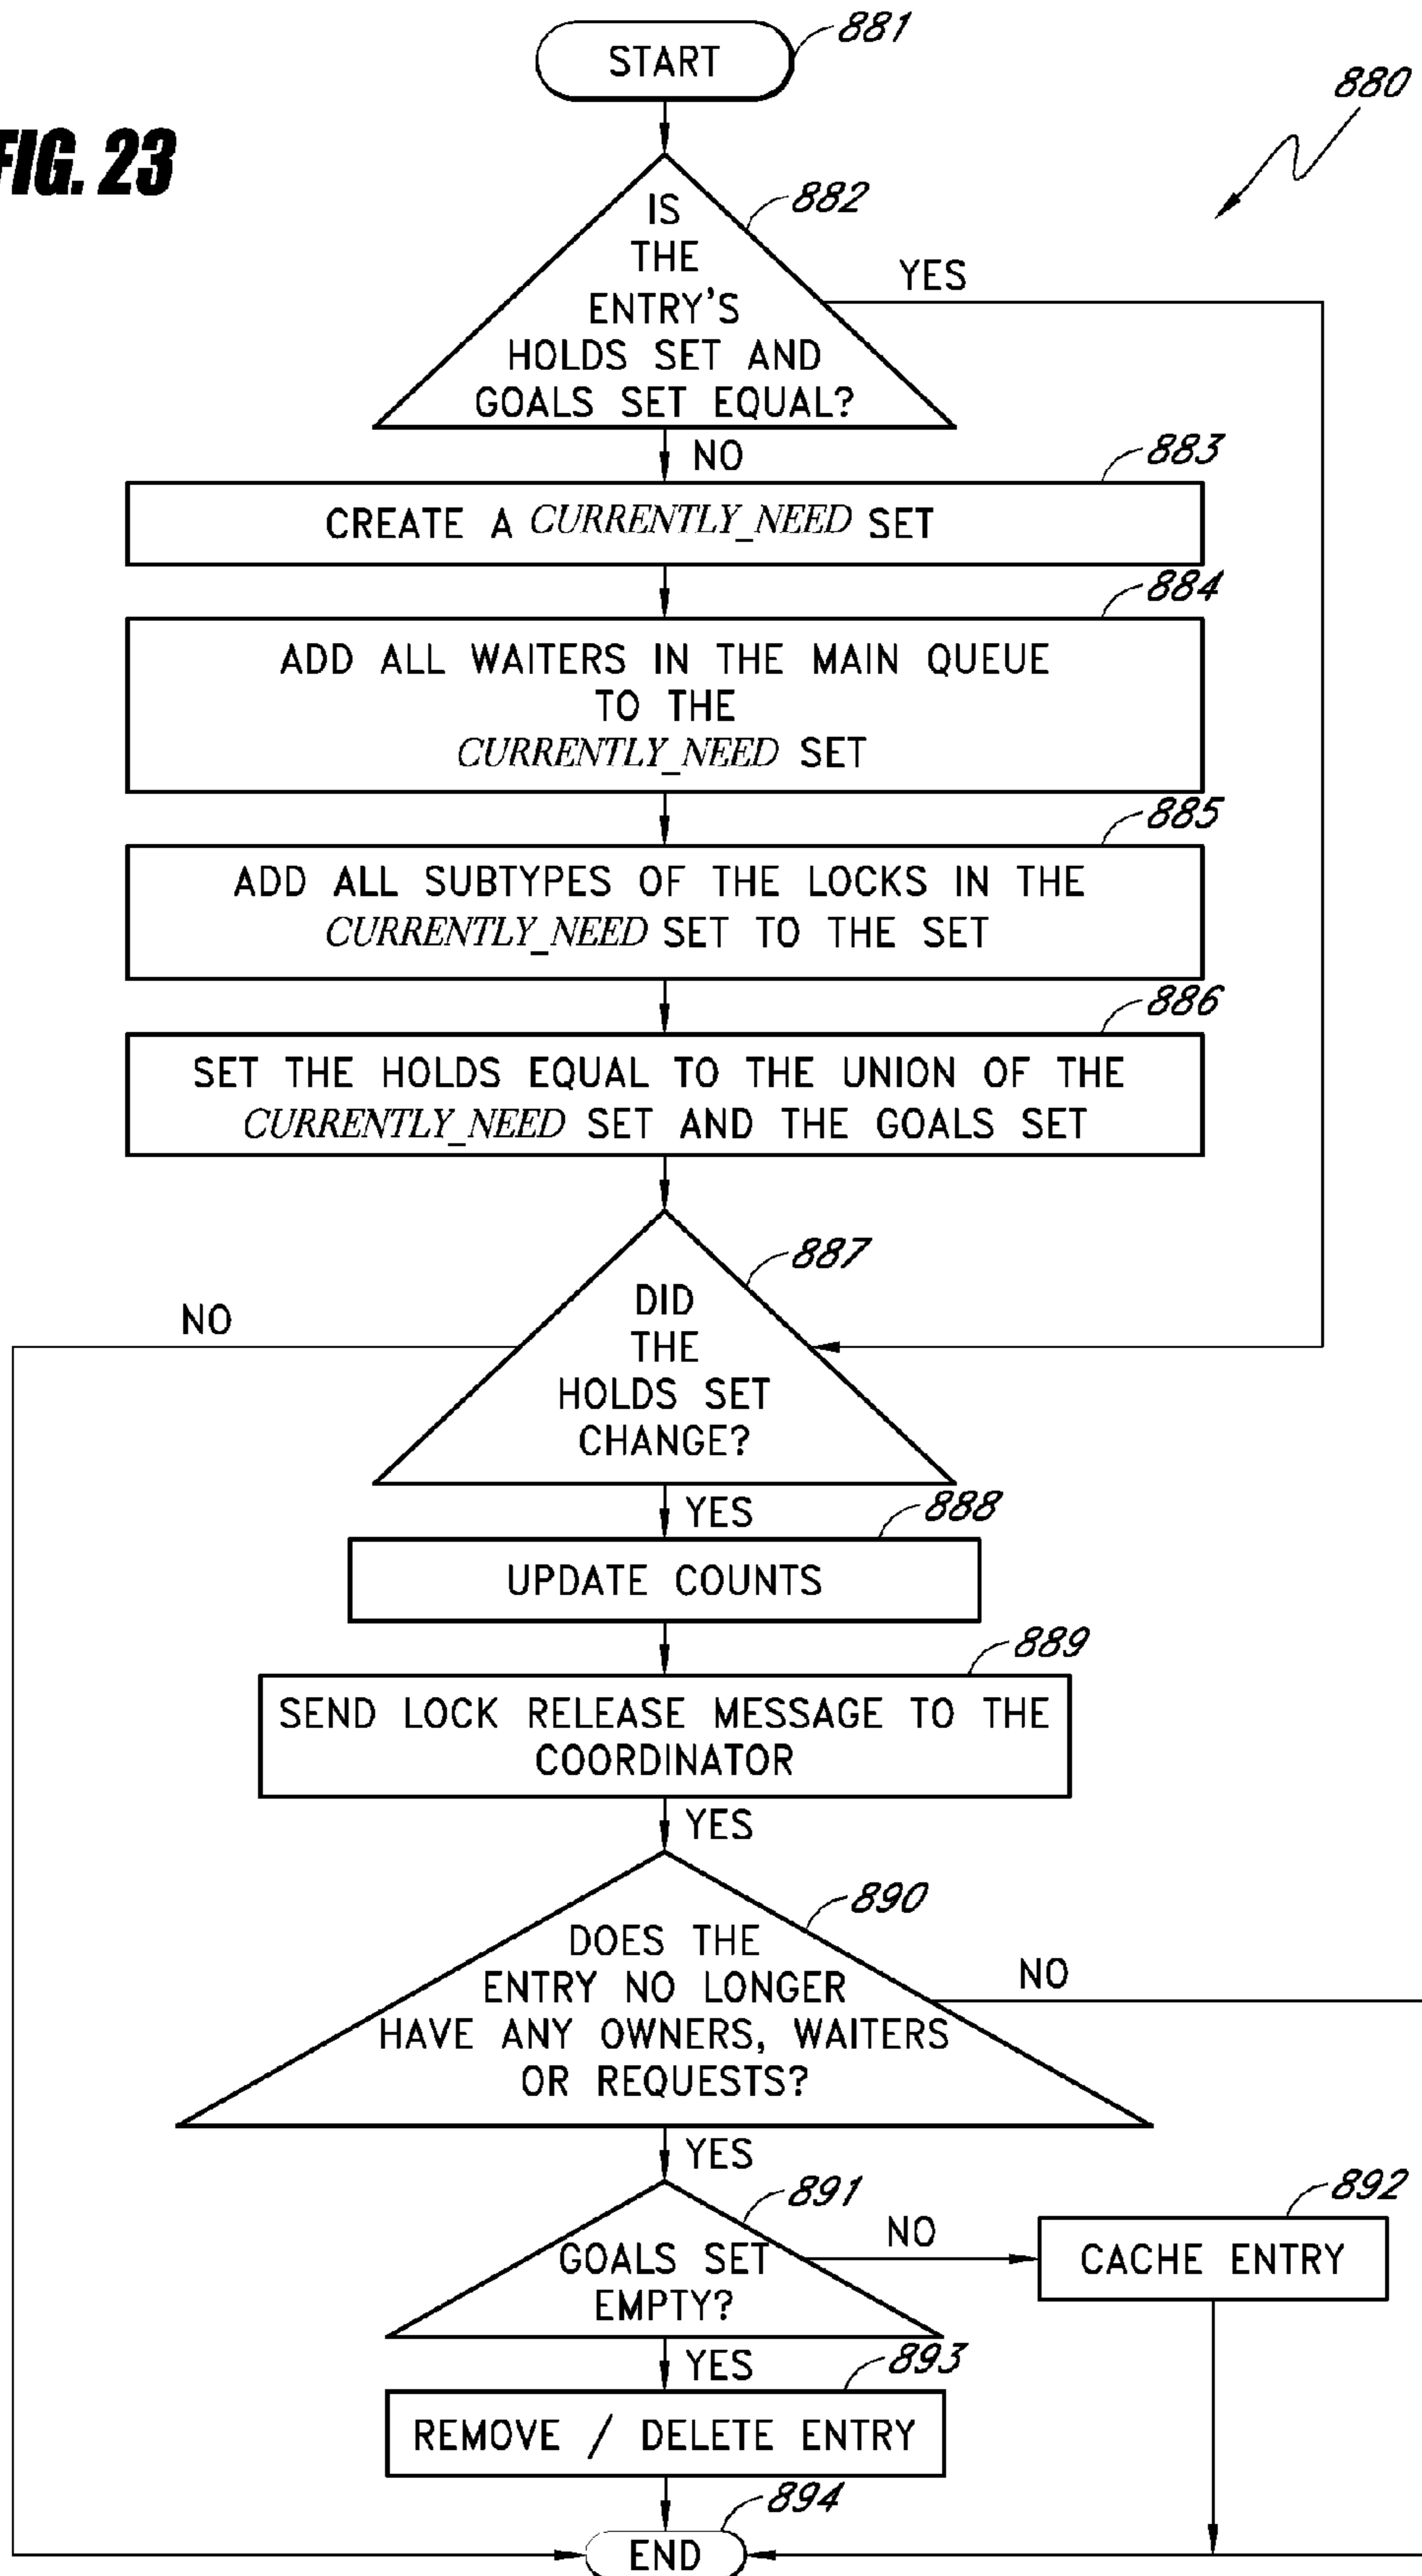 FIG. 23
START
881
880
882
IS
THE
ENTRY'S
HOLDS SET AND
GOALS SET EQUAL?
YES
NO
883
CREATE A CURRENTLY_NEED SET
884
ADD ALL WAITERS IN THE MAIN QUEUE
TO THE
CURRENTLY_NEED SET
885
ADD ALL SUBTYPES OF THE LOCKS IN THE
CURRENTLY_NEED SET TO THE SET
886
SET THE HOLDS EQUAL TO THE UNION OF THE
CURRENTLY_NEED SET AND THE GOALS SET
887
DID
THE
HOLDS SET
CHANGE?
NO
YES
888
UPDATE COUNTS
889
SEND LOCK RELEASE MESSAGE TO THE
COORDINATOR
YES
890
DOES THE
ENTRY NO LONGER
HAVE ANY OWNERS, WAITERS
OR REQUESTS?
NO
YES
891
GOALS SET
EMPTY?
NO
892
CACHE ENTRY
YES
893
REMOVE / DELETE ENTRY
894
END